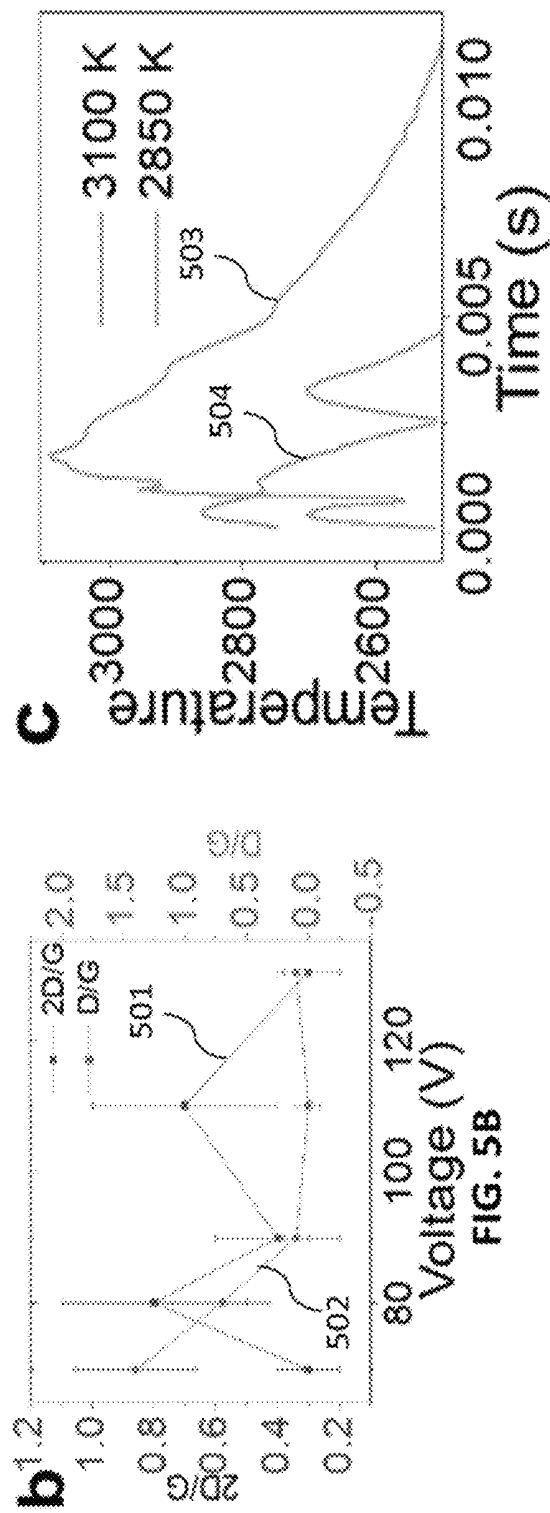 b
2D/G
1.2
1.0
0.8
0.6
0.4
0.2
2D/G
D/G
501
502
2.0
1.5
1.0
0.5
0.0
-0.5
D/G
80
100
120
Voltage (V)
FIG. 5B
c
Temperature
3000
2800
2600
3100 K
2850 K
503
504
0.000
0.005
0.010
Time (s)